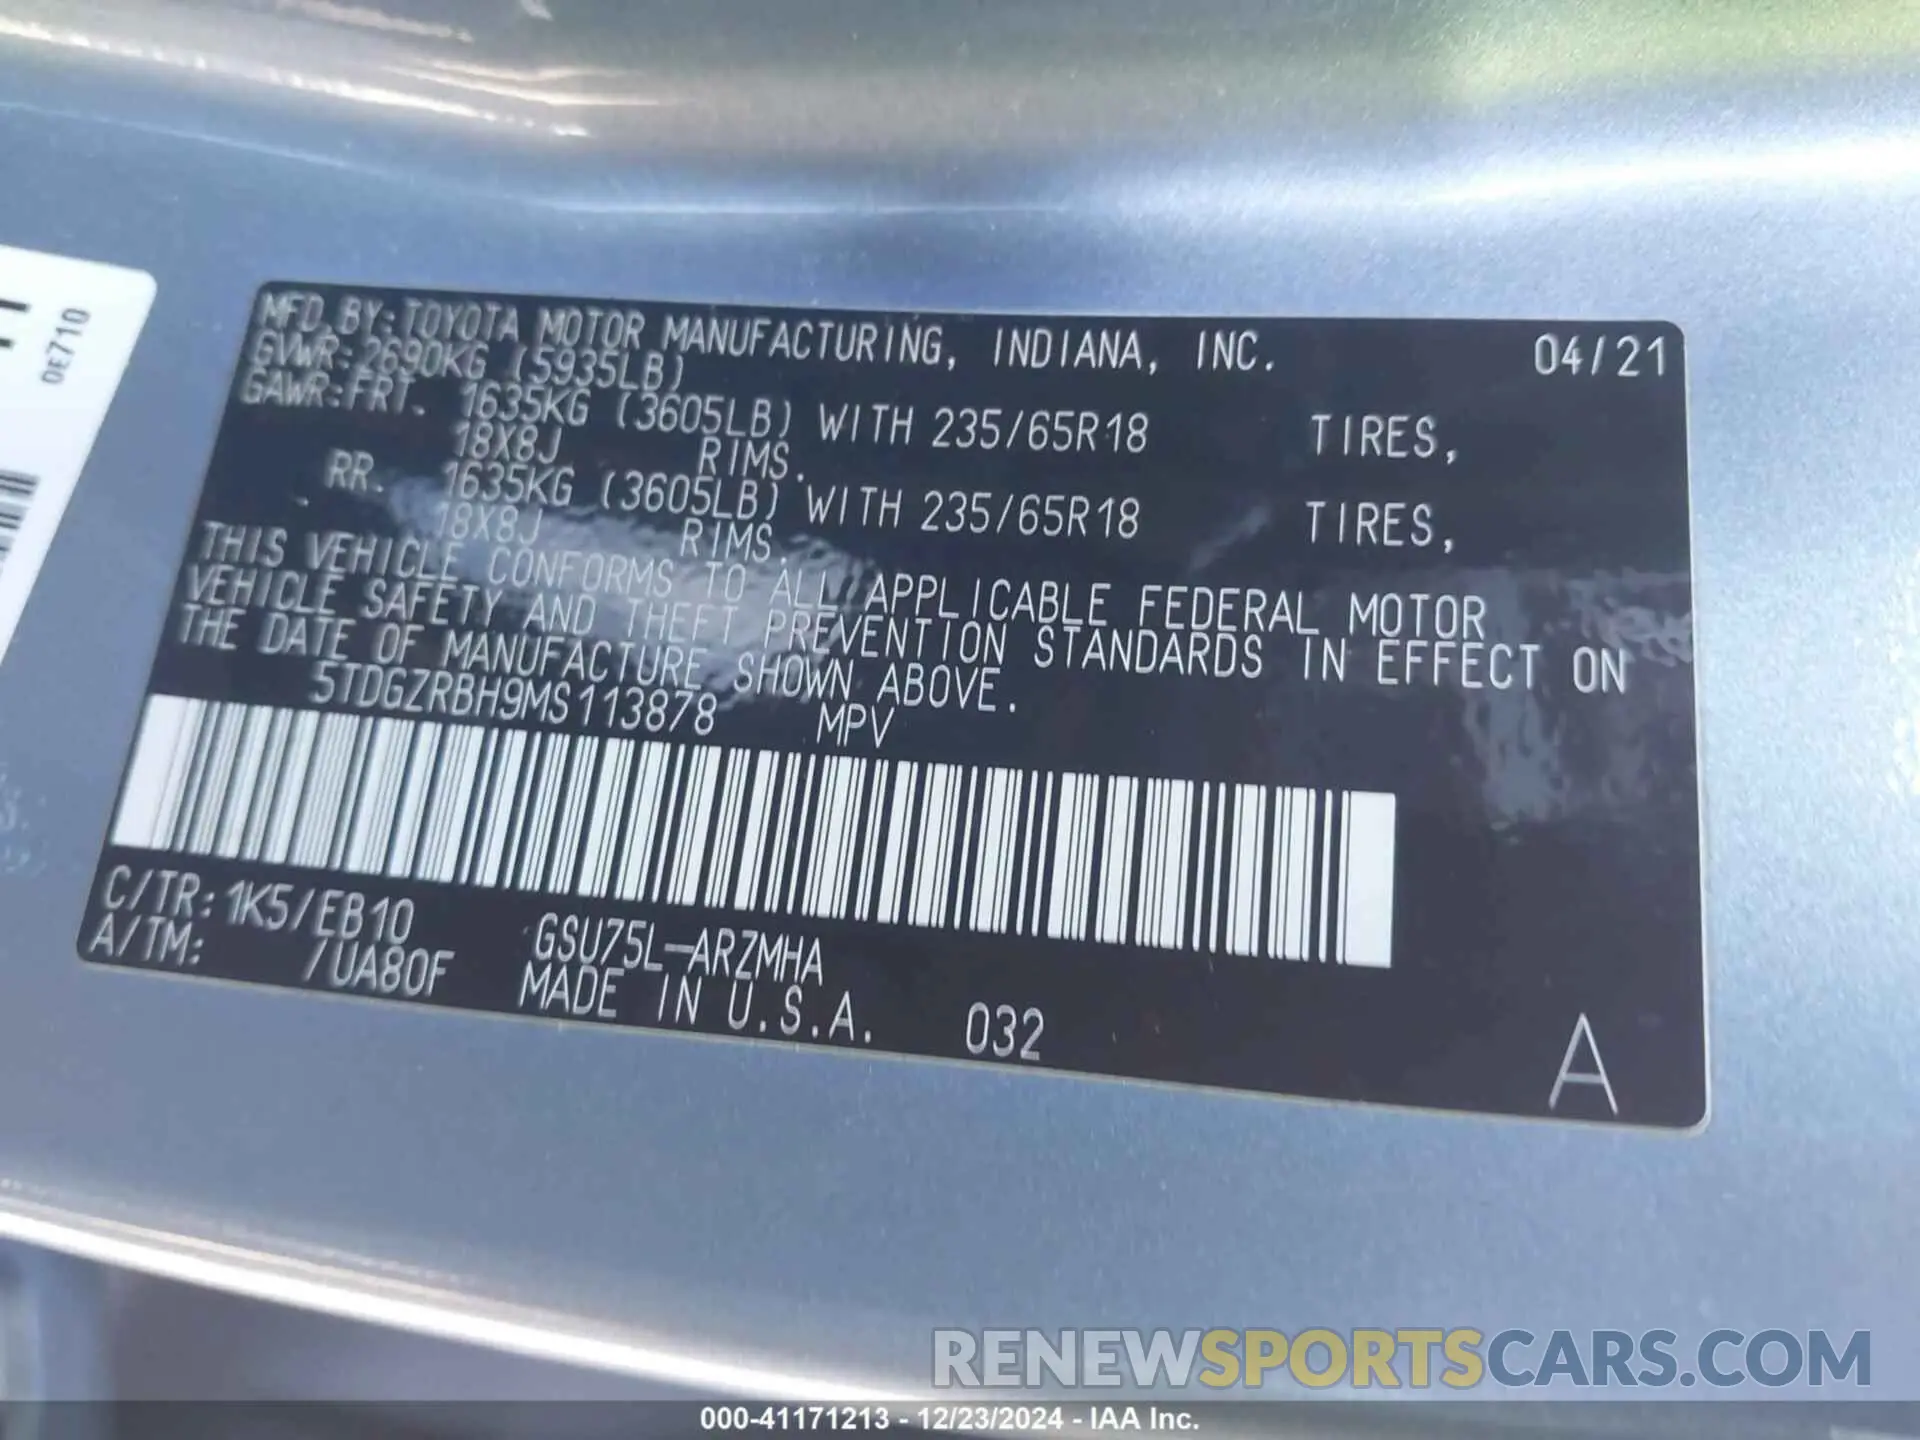 MFD. BY: TOYOTA MOTOR MANUFACTURING, INDIANA, INC. 04/21
GVWR: 2690KG (5935LB)
GAWR: FRT. 1635KG (3605LB) WITH 235/65R18 TIRES,
18X8J RIMS.
RR. 1635KG (3605LB) WITH 235/65R18 TIRES,
18X8J RIMS.
THIS VEHICLE CONFORMS TO ALL APPLICABLE FEDERAL MOTOR
VEHICLE SAFETY AND THEFT PREVENTION STANDARDS IN EFFECT ON
THE DATE OF MANUFACTURE SHOWN ABOVE.
5TDGZRBH9MS113878 MPV
C/TR: 1K5/EB10 GSU75L-ARZMHA
A/TM: /UA80F MADE IN U.S.A. 032 A
0E710
RENEWSPORTSCARS.COM
000-41171213 - 12/23/2024 - IAA Inc.